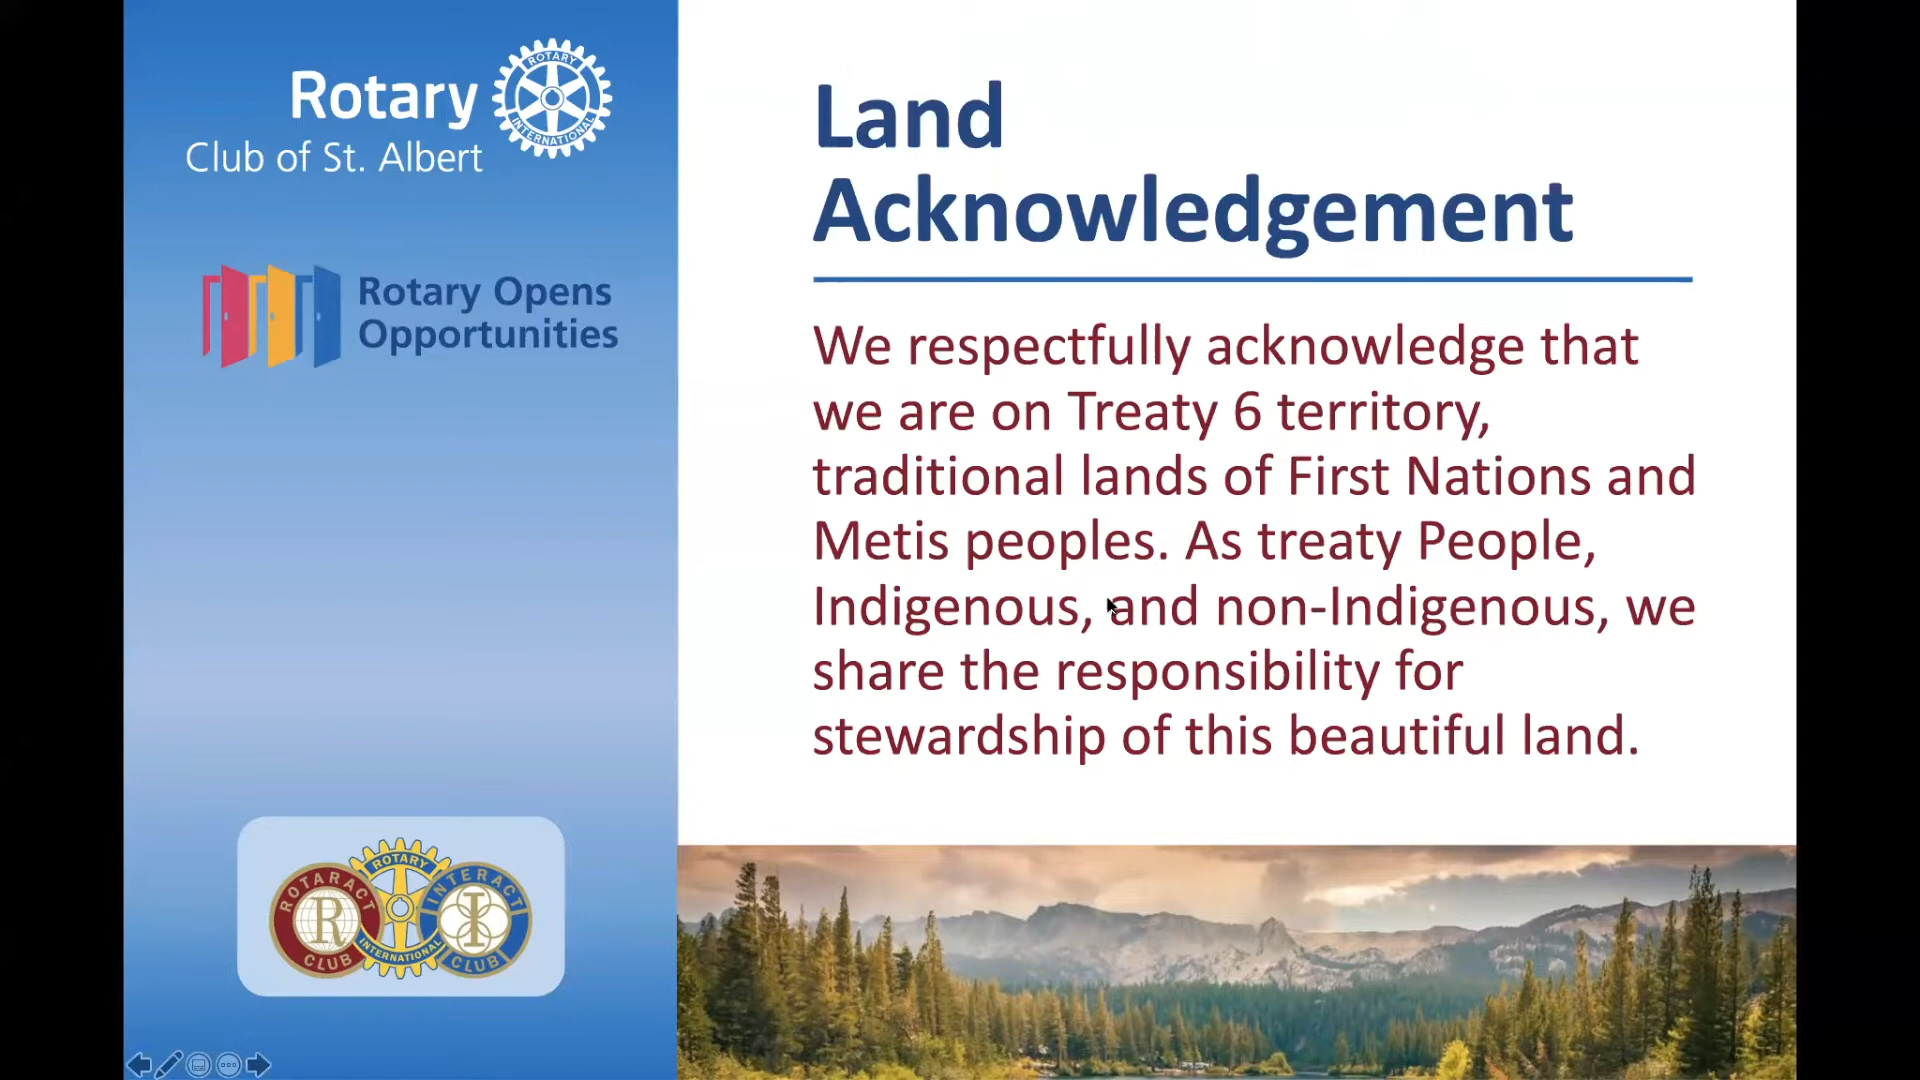 Rotary
Club of St. Albert
ROTARY
INTERNATIONAL
Rotary Opens
Opportunities
Land
Acknowledgement
We respectfully acknowledge that
we are on Treaty 6 territory,
traditional lands of First Nations and
Metis peoples. As treaty People,
Indigenous, and non-Indigenous, we
share the responsibility for
stewardship of this beautiful land.
ROTARACT
R
CLUB
ROTARY
INTERNATIONAL
INTERACT
I
CLUB